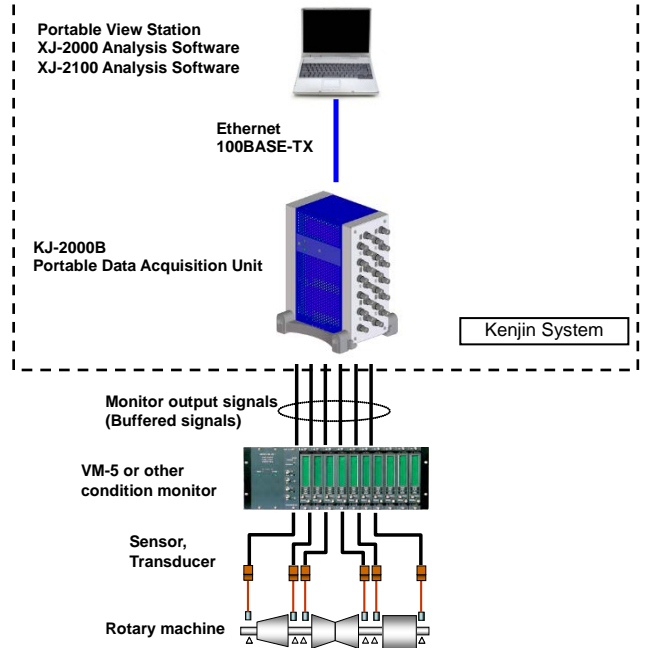 Portable View Station
XJ-2000 Analysis Software
XJ-2100 Analysis Software
Ethernet
100BASE-TX
KJ-2000B
Portable Data Acquisition Unit
Kenjin System
Monitor output signals
(Buffered signals)
VM-5 or other
condition monitor
Sensor,
Transducer
Rotary machine